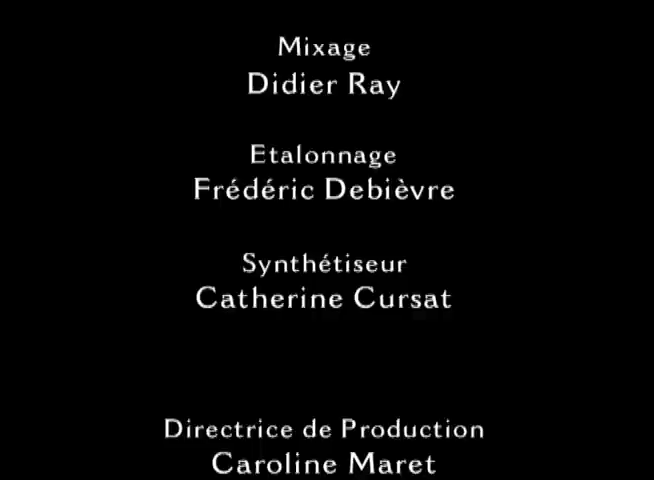 Mixage
Didier Ray
Etalonnage
Frédéric Debièvre
Synthétiseur
Catherine Cursat
Directrice de Production
Caroline Maret